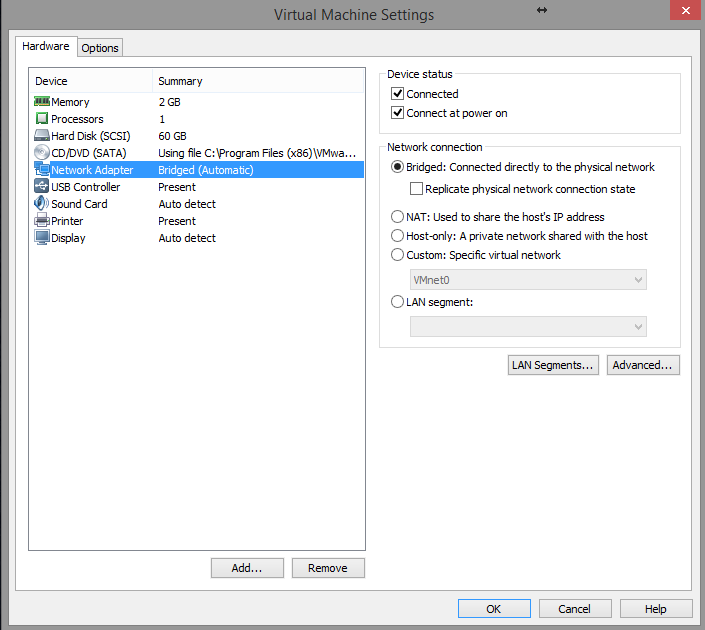 Virtual Machine Settings
Hardware
Options
Device Summary
Memory 2 GB
Processors 1
Hard Disk (SCSI) 60 GB
CD/DVD (SATA) Using file C:\Program Files (x86)\VMwa...
Network Adapter Bridged (Automatic)
USB Controller Present
Sound Card Auto detect
Printer Present
Display Auto detect
Add...
Remove
Device status
Connected
Connect at power on
Network connection
Bridged: Connected directly to the physical network
Replicate physical network connection state
NAT: Used to share the host's IP address
Host-only: A private network shared with the host
Custom: Specific virtual network
VMnet0
LAN segment:
LAN Segments...
Advanced...
OK
Cancel
Help